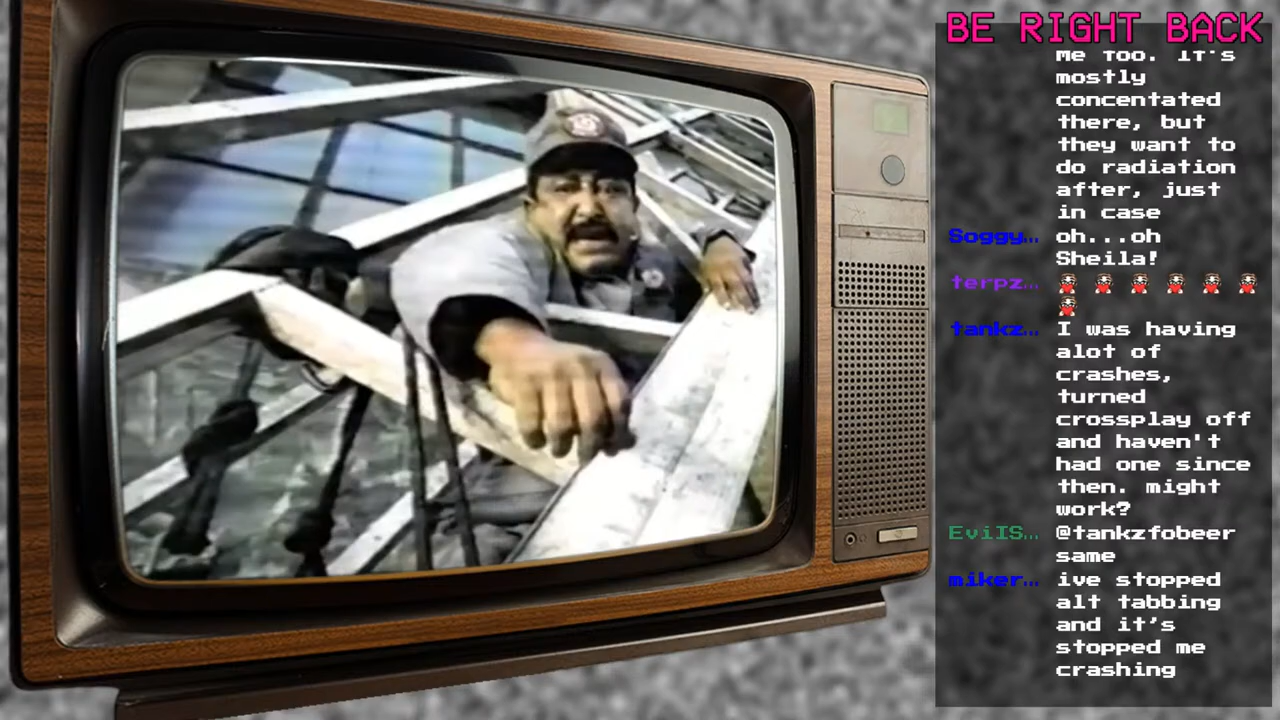 BE RIGHT BACK
me too. it's
mostly
concentated
there, but
they want to
do radiation
after, just
in case
Soggy… oh...oh
Sheila!
terpz…
tankz… I was having
alot of
crashes,
turned
crossplay off
and haven't
had one since
then. might
work?
EviIS… @tankzfobeer
same
miker… ive stopped
alt tabbing
and it's
stopped me
crashing